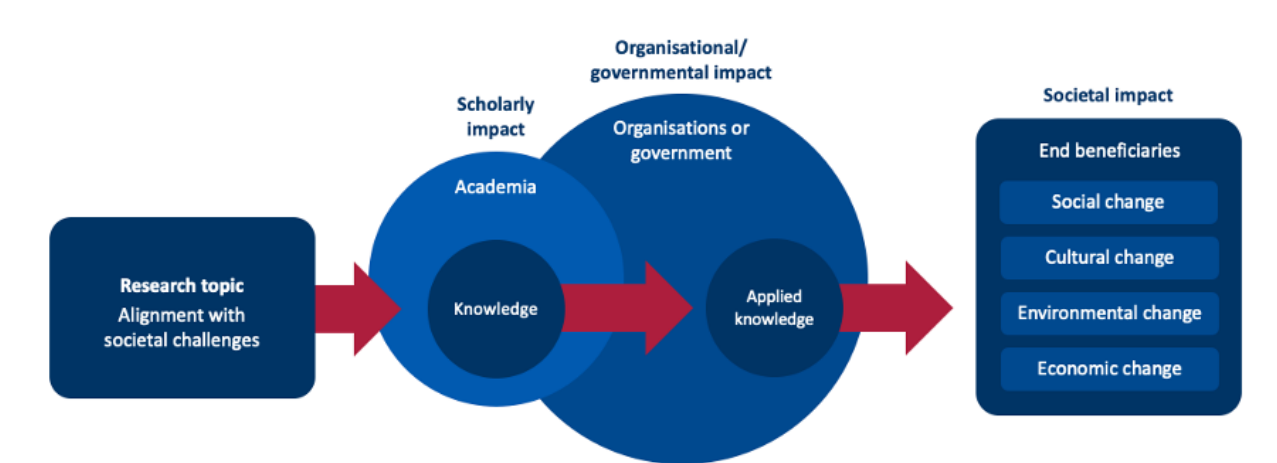 Research topic
Alignment with
societal challenges
Scholarly
impact
Academia
Knowledge
Organisational/
governmental impact
Organisations or
government
Applied
knowledge
Societal impact
End beneficiaries
Social change
Cultural change
Environmental change
Economic change